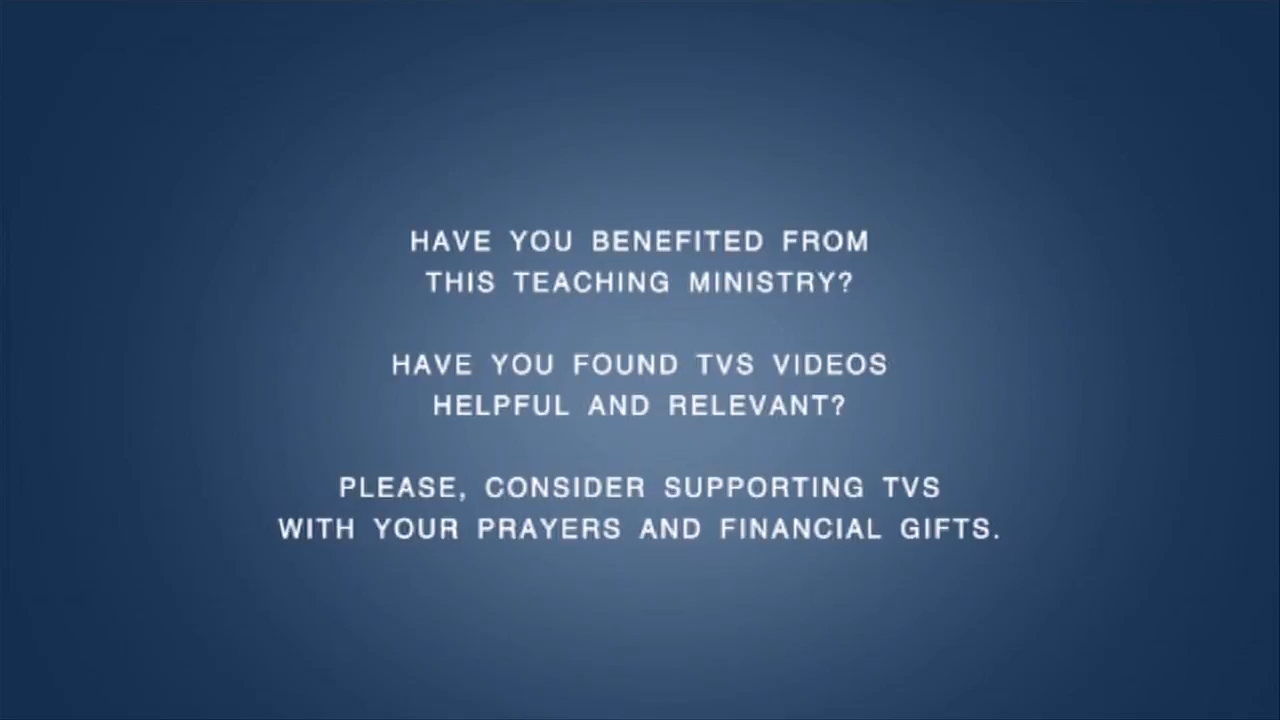 HAVE YOU BENEFITED FROM
THIS TEACHING MINISTRY?
HAVE YOU FOUND TVS VIDEOS
HELPFUL AND RELEVANT?
PLEASE, CONSIDER SUPPORTING TVS
WITH YOUR PRAYERS AND FINANCIAL GIFTS.